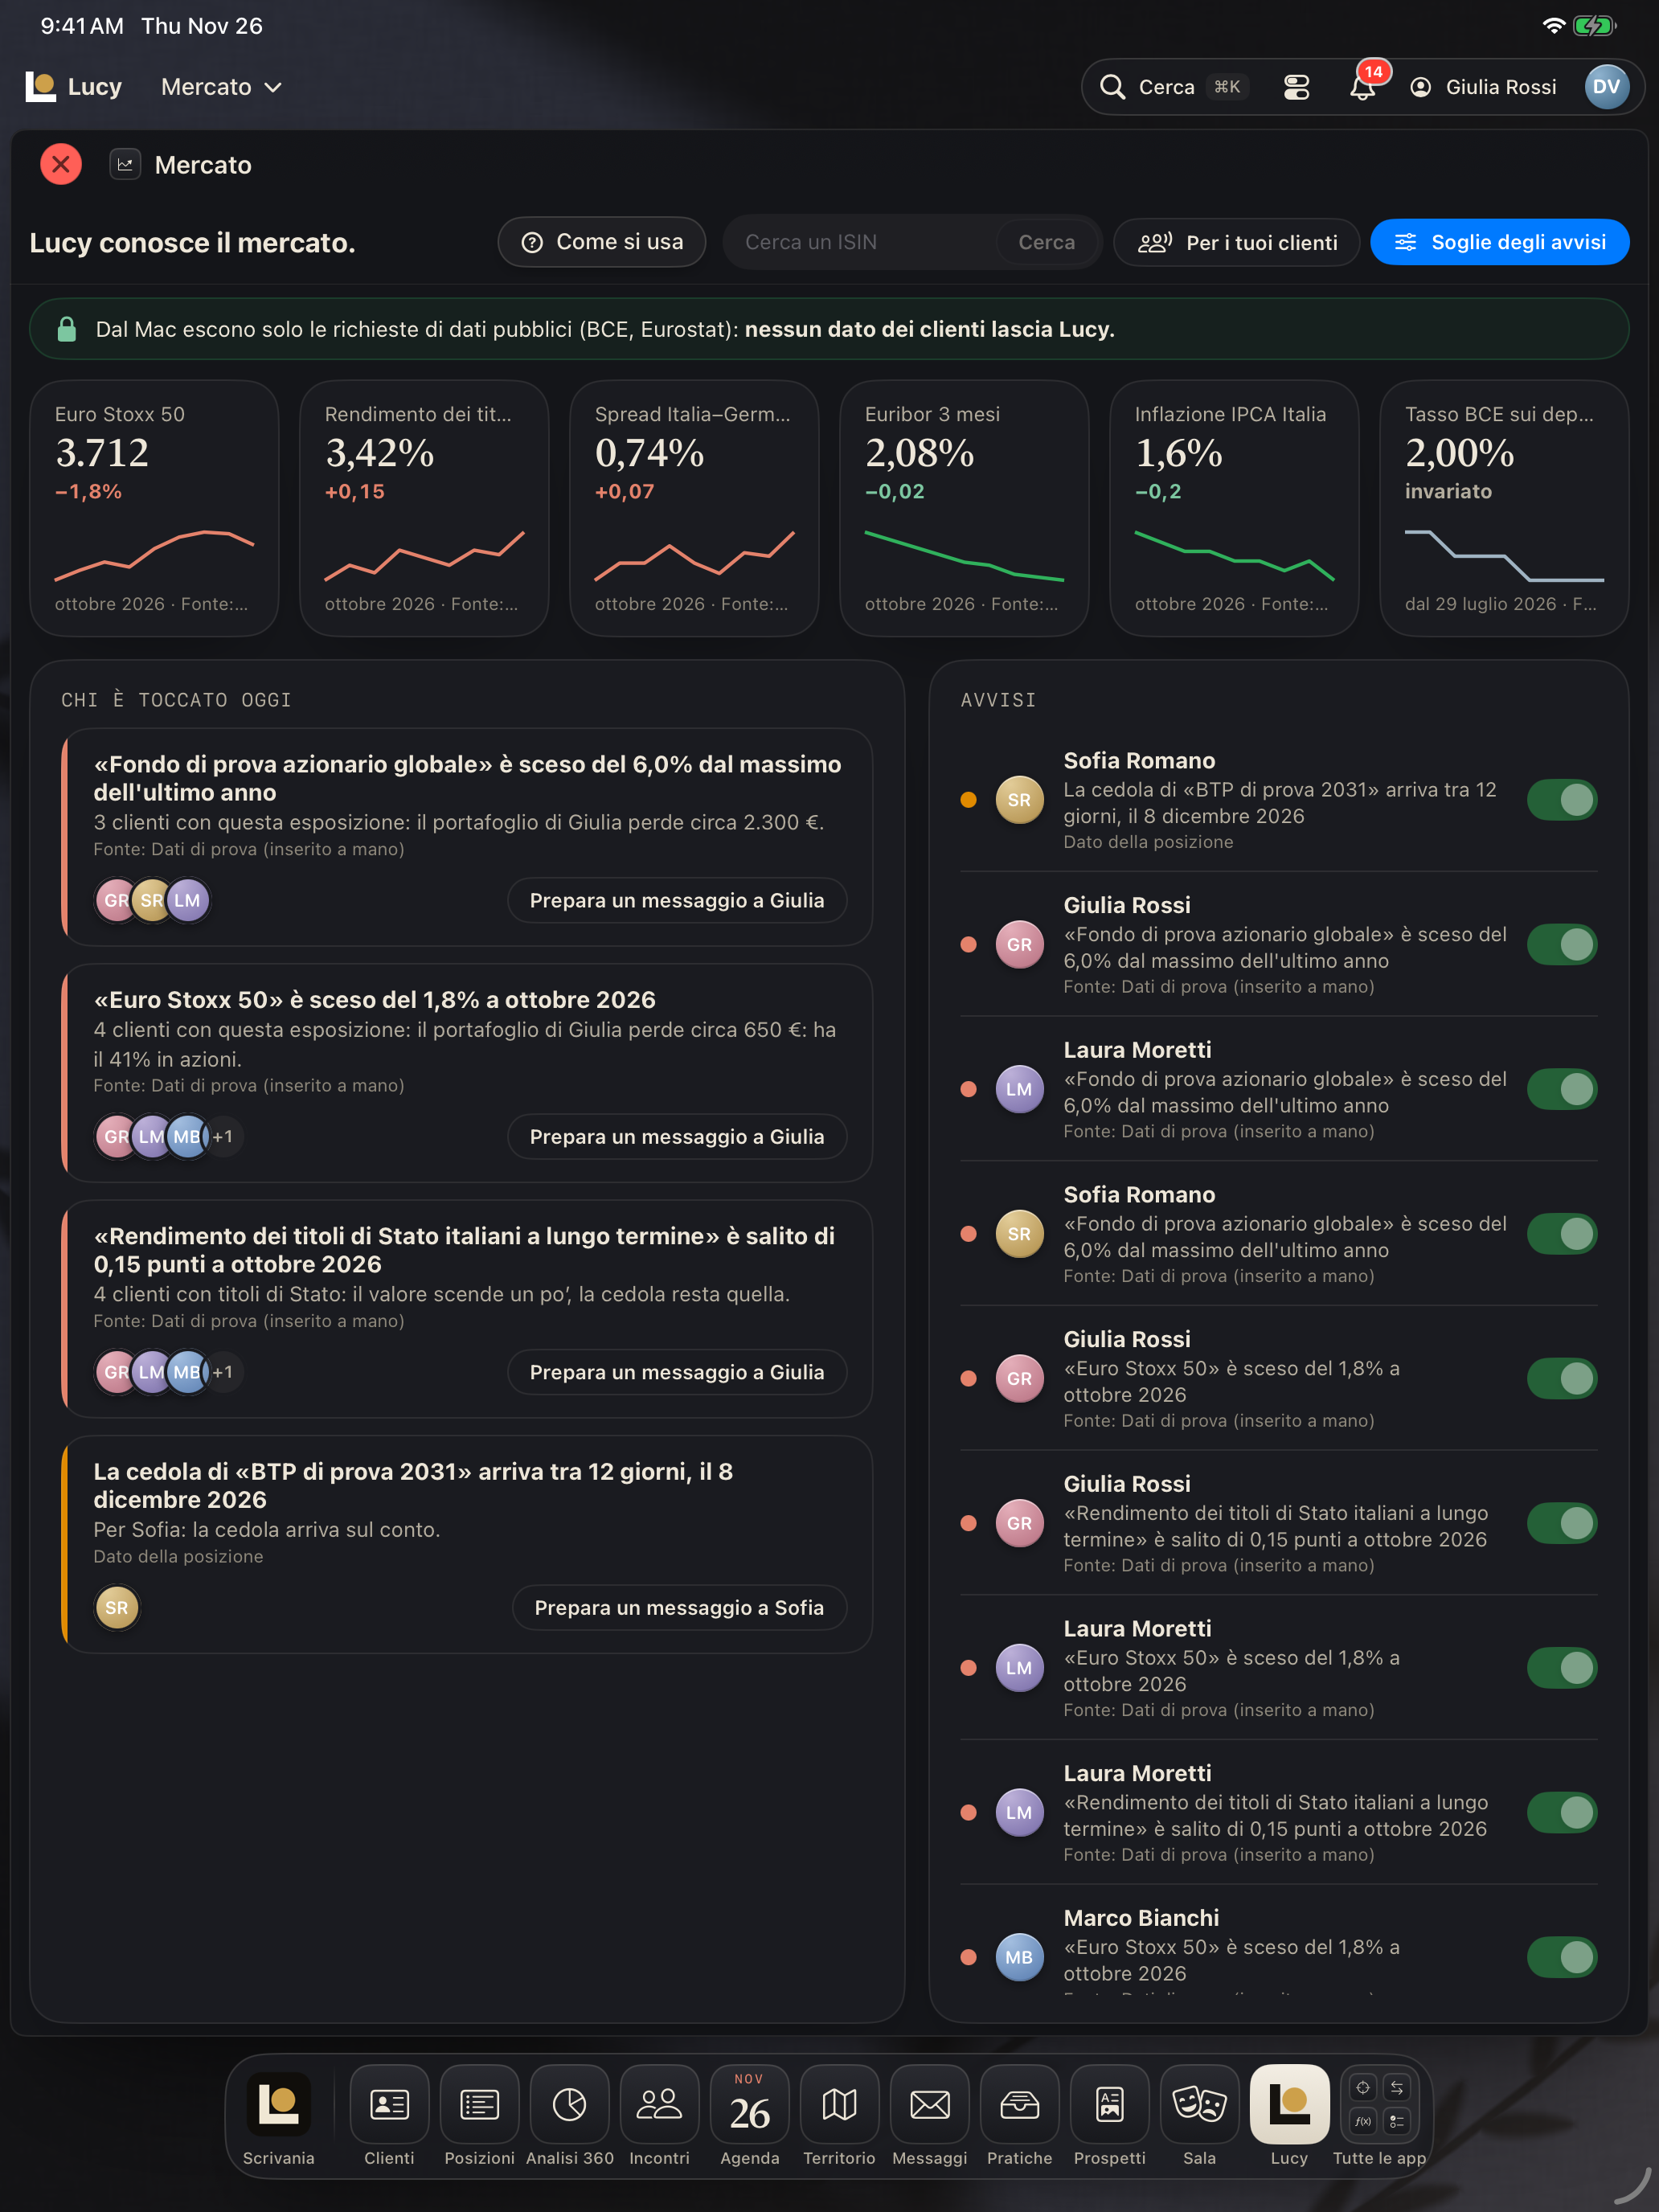 9:41 AM Thu Nov 26
Lucy
Mercato
Cerca ⌘K
14
Giulia Rossi
DV
Mercato
Lucy conosce il mercato.
Come si usa
Cerca un ISIN
Cerca
Per i tuoi clienti
Soglie degli avvisi
Dal Mac escono solo le richieste di dati pubblici (BCE, Eurostat): nessun dato dei clienti lascia Lucy.
Euro Stoxx 50
3.712
−1,8%
ottobre 2026 · Fonte:...
Rendimento dei tit...
3,42%
+0,15
ottobre 2026 · Fonte:...
Spread Italia–Germ...
0,74%
+0,07
ottobre 2026 · Fonte:...
Euribor 3 mesi
2,08%
−0,02
ottobre 2026 · Fonte:...
Inflazione IPCA Italia
1,6%
−0,2
ottobre 2026 · Fonte:...
Tasso BCE sui dep...
2,00%
invariato
dal 29 luglio 2026 · F...
CHI È TOCCATO OGGI
«Fondo di prova azionario globale» è sceso del 6,0% dal massimo
dell'ultimo anno
3 clienti con questa esposizione: il portafoglio di Giulia perde circa 2.300 €.
Fonte: Dati di prova (inserito a mano)
GR SR LM
Prepara un messaggio a Giulia
«Euro Stoxx 50» è sceso del 1,8% a ottobre 2026
4 clienti con questa esposizione: il portafoglio di Giulia perde circa 650 €: ha
il 41% in azioni.
Fonte: Dati di prova (inserito a mano)
GR LM MB +1
Prepara un messaggio a Giulia
«Rendimento dei titoli di Stato italiani a lungo termine» è salito di
0,15 punti a ottobre 2026
4 clienti con titoli di Stato: il valore scende un po’, la cedola resta quella.
Fonte: Dati di prova (inserito a mano)
GR LM MB +1
Prepara un messaggio a Giulia
La cedola di «BTP di prova 2031» arriva tra 12 giorni, il 8
dicembre 2026
Per Sofia: la cedola arriva sul conto.
Dato della posizione
SR
Prepara un messaggio a Sofia
AVVISI
SR
Sofia Romano
La cedola di «BTP di prova 2031» arriva tra 12
giorni, il 8 dicembre 2026
Dato della posizione
GR
Giulia Rossi
«Fondo di prova azionario globale» è sceso del
6,0% dal massimo dell'ultimo anno
Fonte: Dati di prova (inserito a mano)
LM
Laura Moretti
«Fondo di prova azionario globale» è sceso del
6,0% dal massimo dell'ultimo anno
Fonte: Dati di prova (inserito a mano)
SR
Sofia Romano
«Fondo di prova azionario globale» è sceso del
6,0% dal massimo dell'ultimo anno
Fonte: Dati di prova (inserito a mano)
GR
Giulia Rossi
«Euro Stoxx 50» è sceso del 1,8% a
ottobre 2026
Fonte: Dati di prova (inserito a mano)
GR
Giulia Rossi
«Rendimento dei titoli di Stato italiani a lungo
termine» è salito di 0,15 punti a ottobre 2026
Fonte: Dati di prova (inserito a mano)
LM
Laura Moretti
«Euro Stoxx 50» è sceso del 1,8% a
ottobre 2026
Fonte: Dati di prova (inserito a mano)
LM
Laura Moretti
«Rendimento dei titoli di Stato italiani a lungo
termine» è salito di 0,15 punti a ottobre 2026
Fonte: Dati di prova (inserito a mano)
MB
Marco Bianchi
«Euro Stoxx 50» è sceso del 1,8% a
ottobre 2026
NOV
26
f(x)
Scrivania
Clienti
Posizioni
Analisi 360
Incontri
Agenda
Territorio
Messaggi
Pratiche
Prospetti
Sala
Lucy
Tutte le app